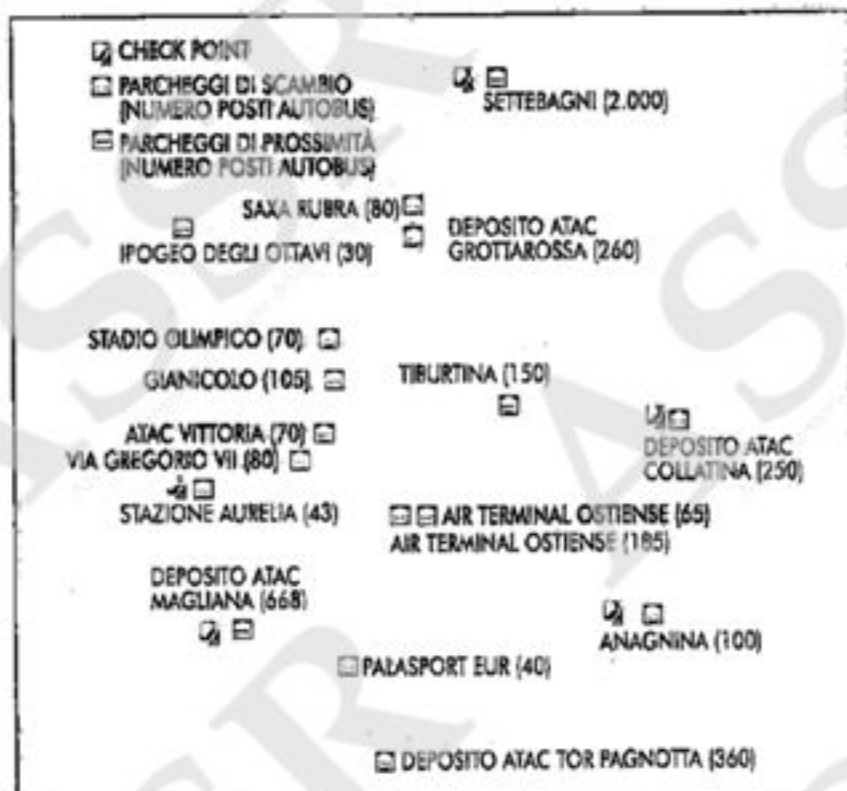 CHECK POINT
PARCHEGGI DI SCAMBIO
(NUMERO POSTI AUTOBUS)
PARCHEGGI DI PROSSIMITÀ
(NUMERO POSTI AUTOBUS)
SETTEBAGNI (2.000)
SAXA RUBRA (80)
IPOGEO DEGLI OTTAVI (30)
DEPOSITO ATAC
GROTTAROSSA (260)
STADIO OLIMPICO (70)
GIANICOLO (105)
TIBURTINA (150)
ATAC VITTORIA (70)
VIA GREGORIO VII (80)
DEPOSITO ATAC
COLLATINA (250)
STAZIONE AURELIA (43)
AIR TERMINAL OSTIENSE (65)
AIR TERMINAL OSTIENSE (185)
DEPOSITO ATAC
MAGLIANA (668)
ANAGNINA (100)
PALASPORT EUR (40)
DEPOSITO ATAC TOR PAGNOTTA (360)